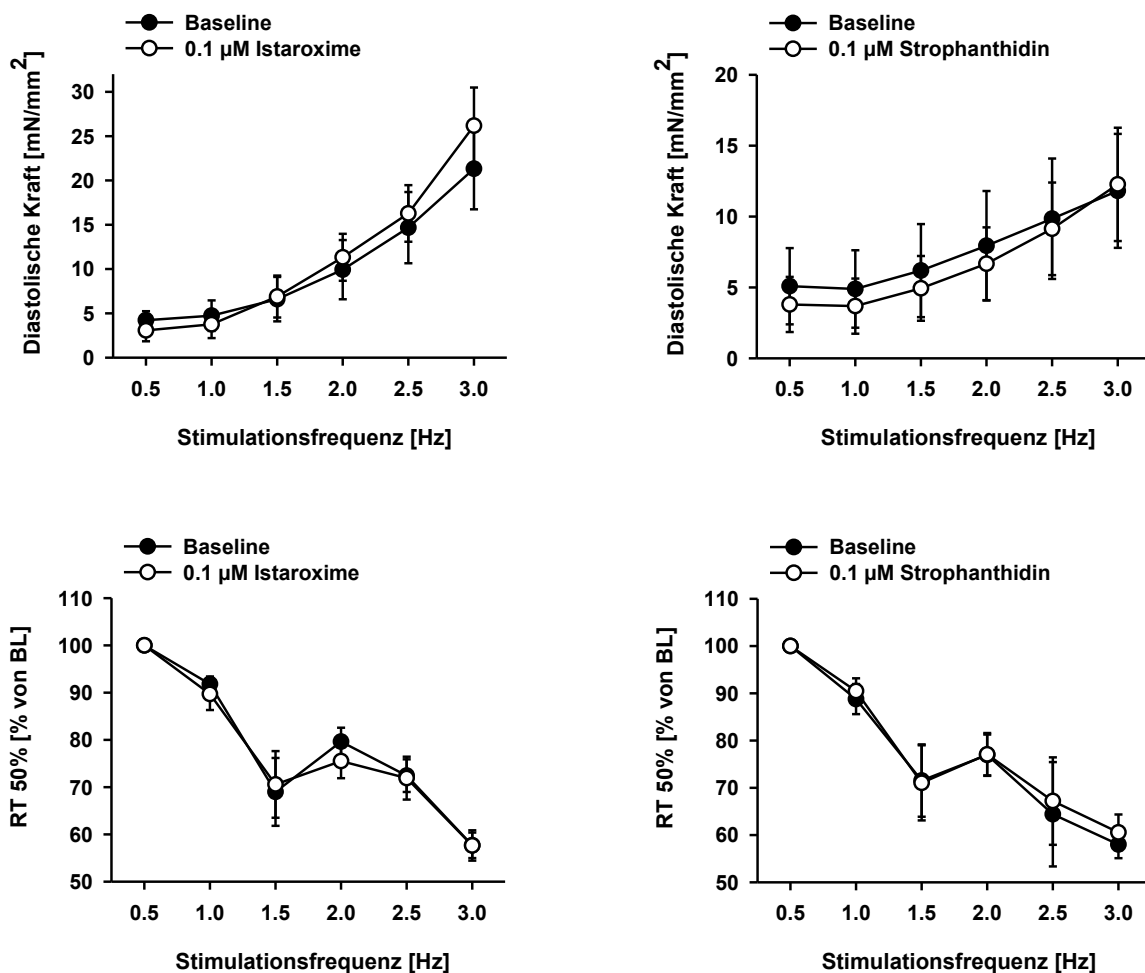 Baseline
0.1 µM Istaroxime
Diastolische Kraft [mN/mm²]
30
25
20
15
10
5
0
0.5 1.0 1.5 2.0 2.5 3.0
Stimulationsfrequenz [Hz]
Baseline
0.1 µM Strophanthidin
Diastolische Kraft [mN/mm²]
20
15
10
5
0
0.5 1.0 1.5 2.0 2.5 3.0
Stimulationsfrequenz [Hz]
Baseline
0.1 µM Istaroxime
RT 50% [% von BL]
110
100
90
80
70
60
50
0.5 1.0 1.5 2.0 2.5 3.0
Stimulationsfrequenz [Hz]
Baseline
0.1 µM Strophanthidin
RT 50% [% von BL]
110
100
90
80
70
60
50
0.5 1.0 1.5 2.0 2.5 3.0
Stimulationsfrequenz [Hz]